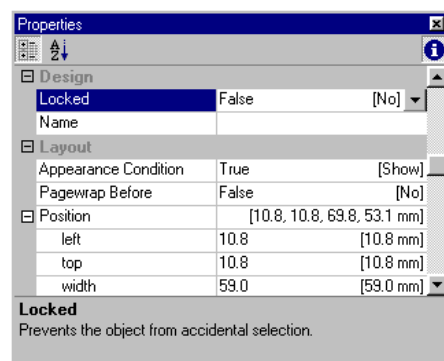 Properties
Design
Locked False [No]
Name
Layout
Appearance Condition True [Show]
Pagewrap Before False [No]
Position [10.8, 10.8, 69.8, 53.1 mm]
left 10.8 [10.8 mm]
top 10.8 [10.8 mm]
width 59.0 [59.0 mm]
Locked
Prevents the object from accidental selection.